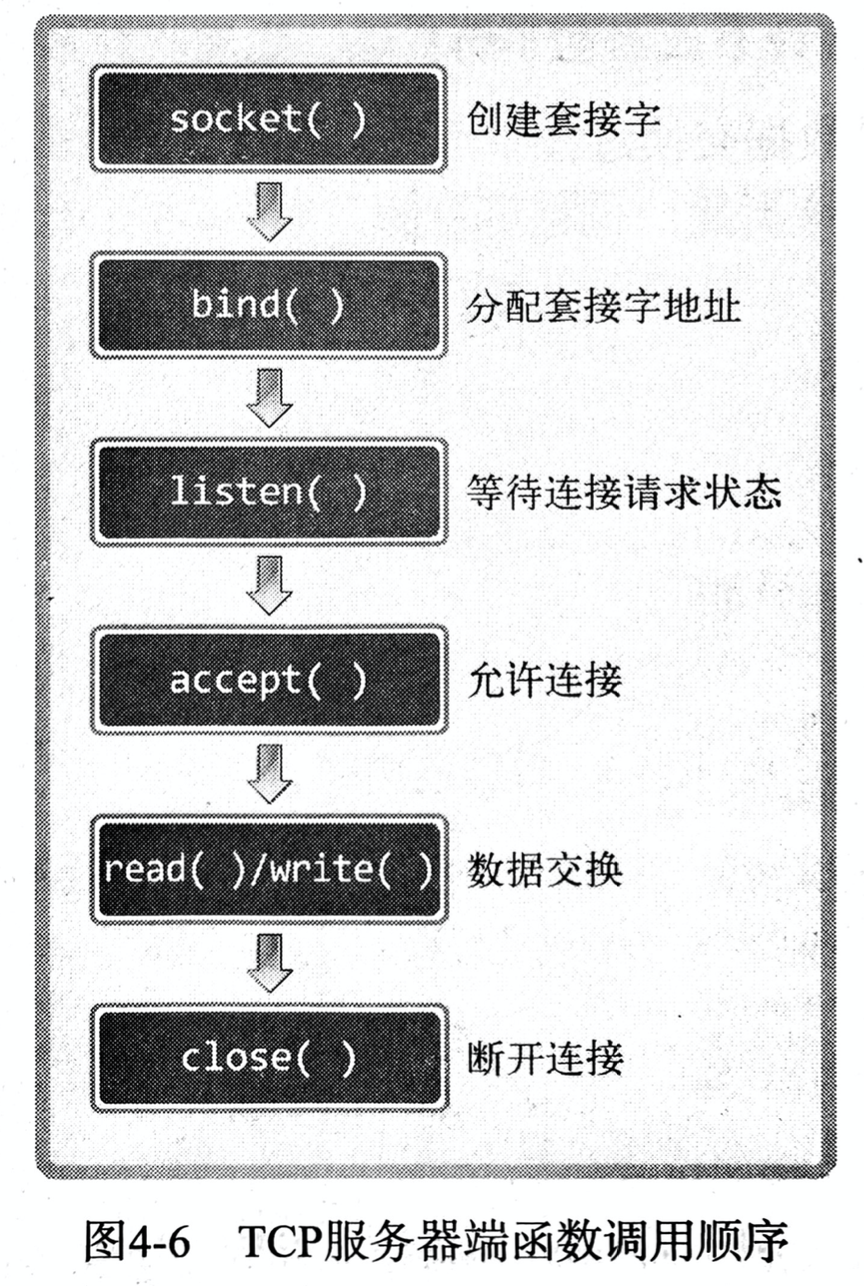 socket( ) 创建套接字
bind( ) 分配套接字地址
listen( ) 等待连接请求状态
accept( ) 允许连接
read( )/write( ) 数据交换
close( ) 断开连接
图4-6 TCP服务器端函数调用顺序